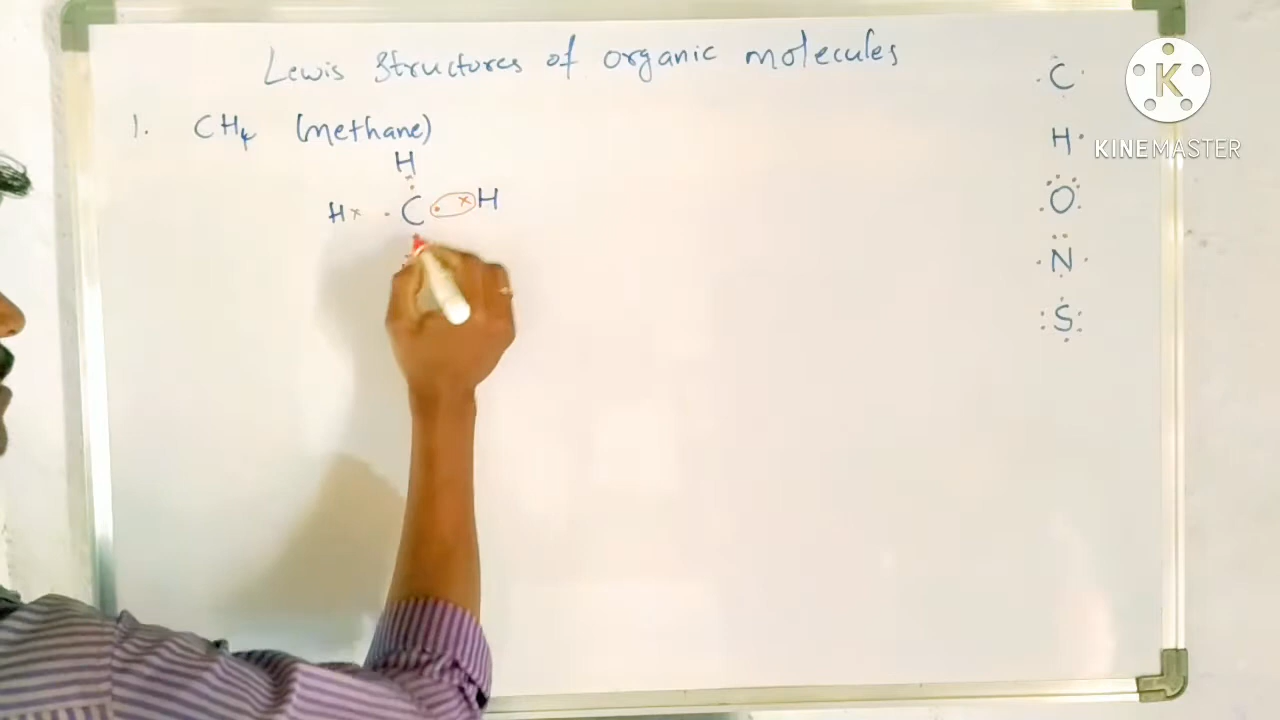 Lewis Structures of organic molecules
1. CH4 (methane)
H
H× · C · × H
·C·
H·
:O:
·N·
:S:
K
KINEMASTER